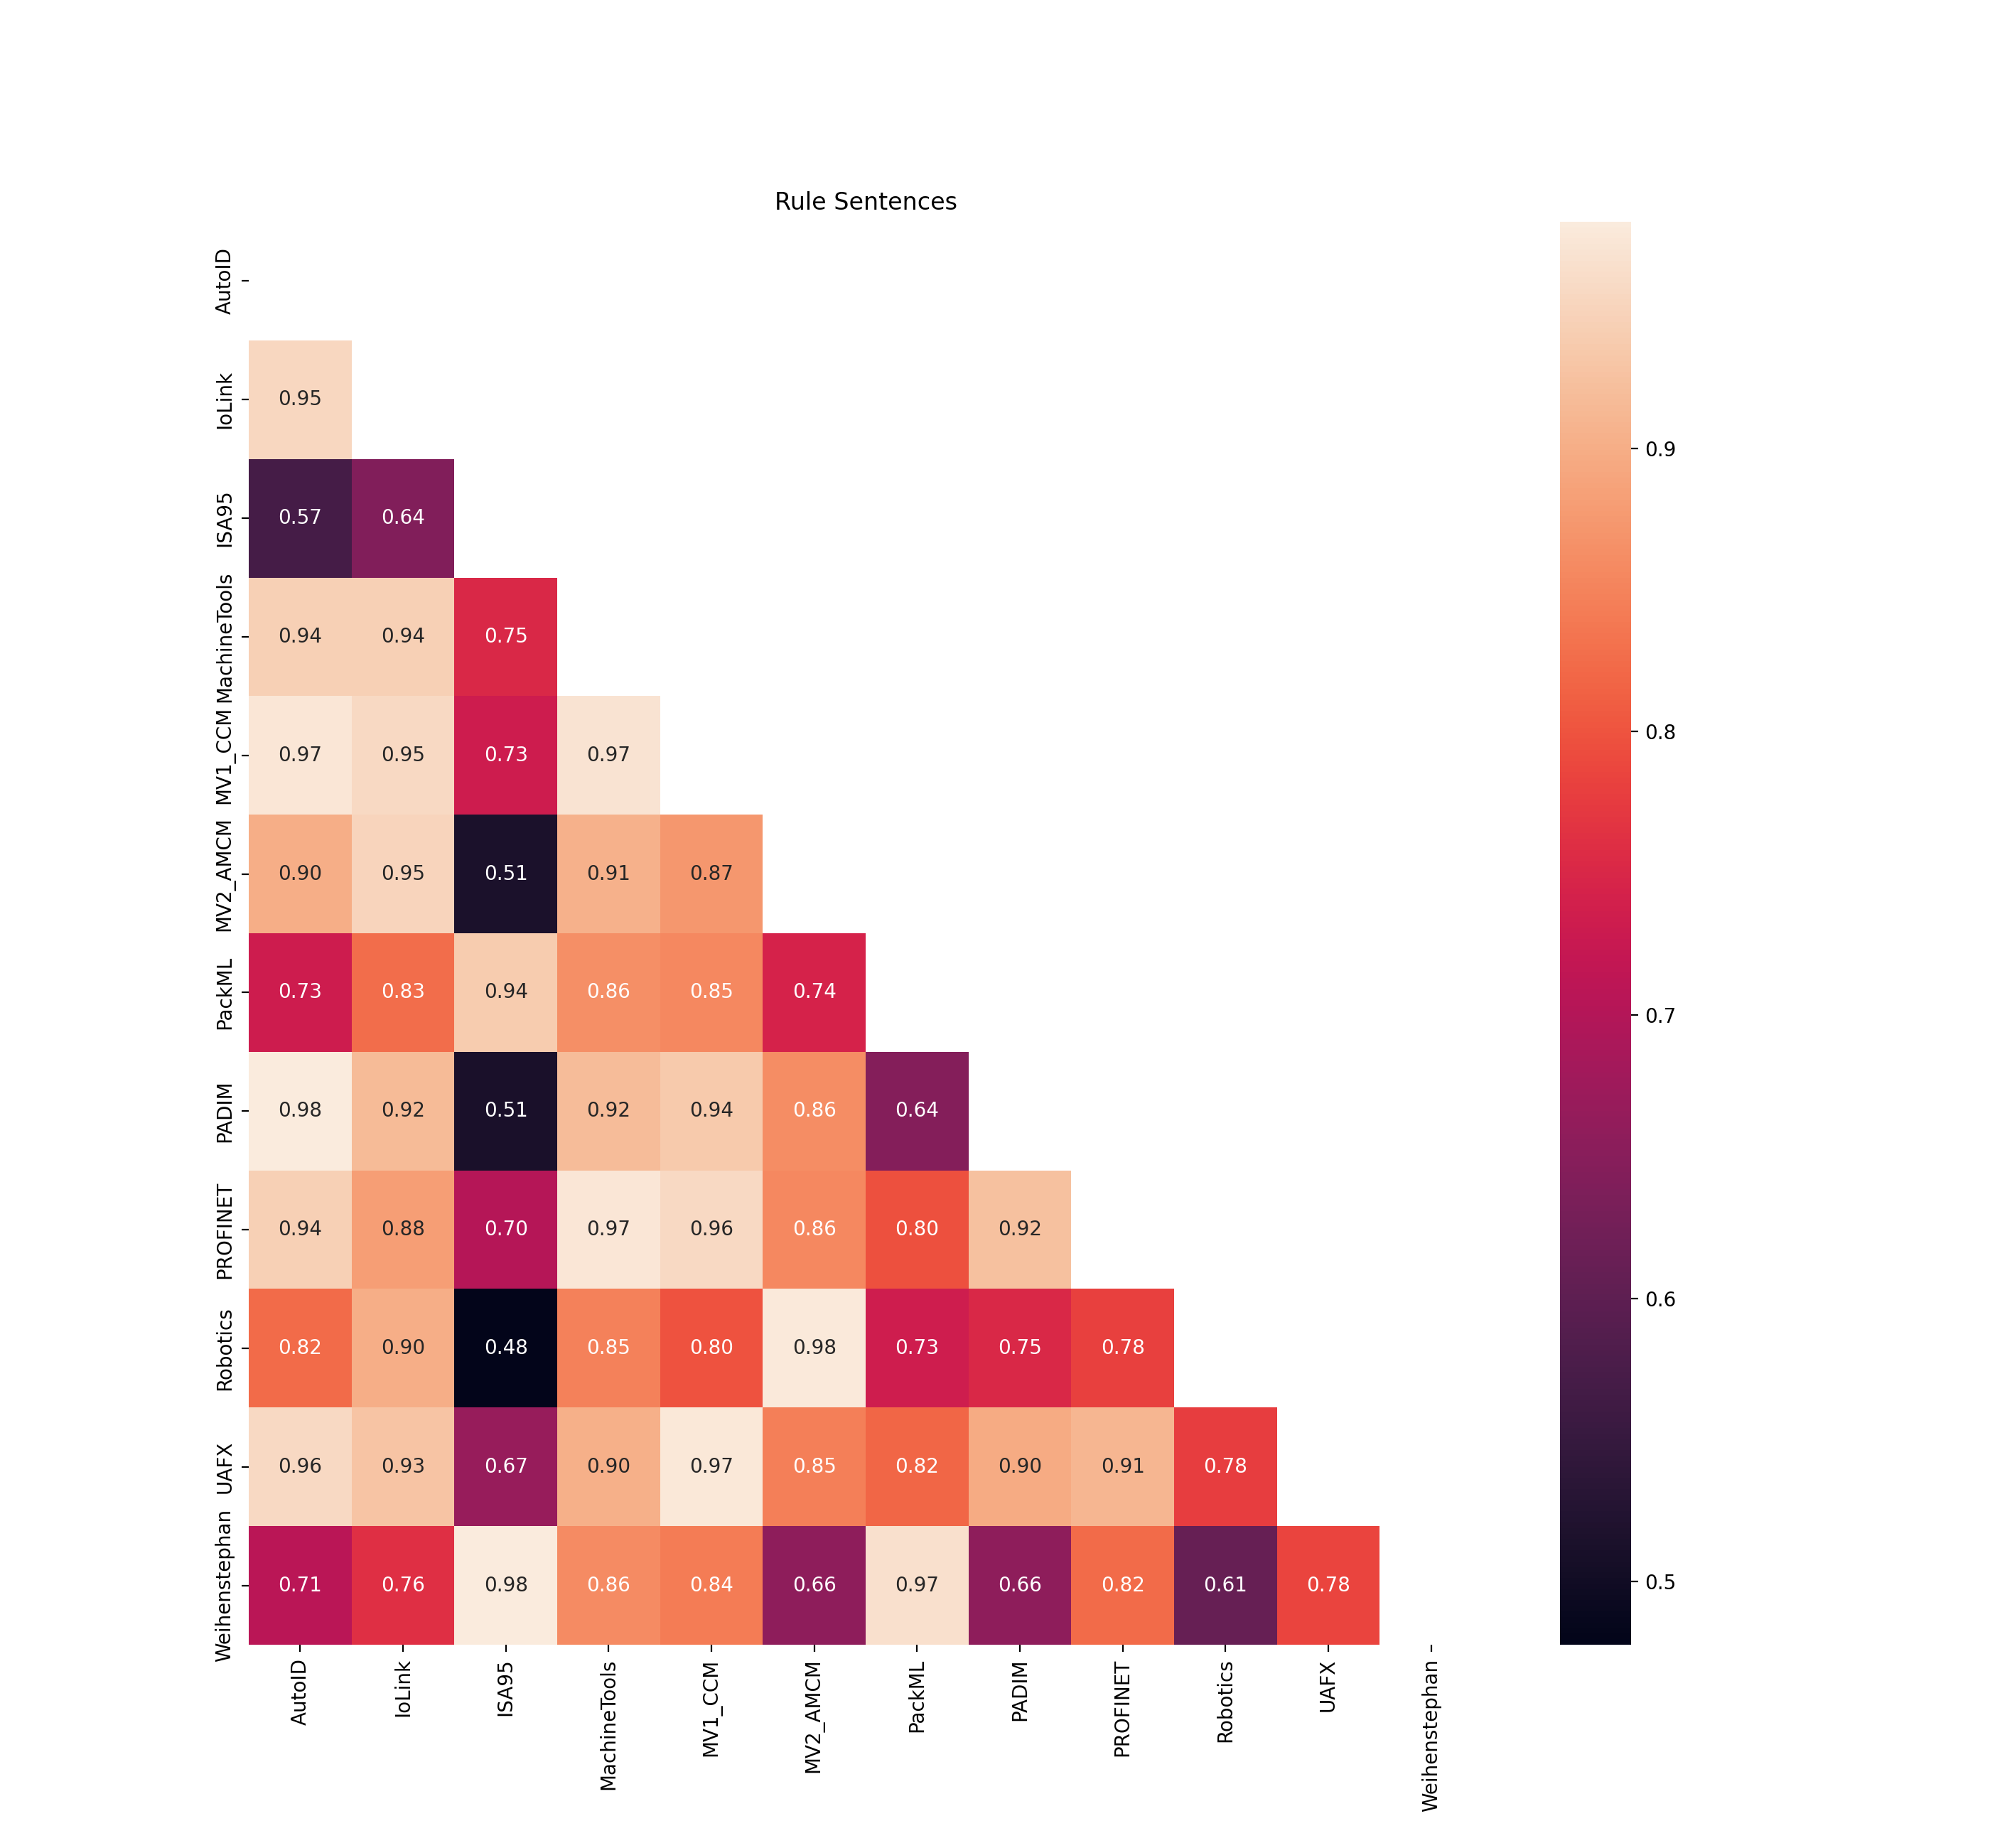 Rule Sentences
AutoID
IoLink
0.95
0.9
ISA95
0.57 0.64
MachineTools
0.94 0.94 0.75
0.8
MV1_CCM
0.97 0.95 0.73 0.97
MV2_AMCM
0.90 0.95 0.51 0.91 0.87
PackML
0.73 0.83 0.94 0.86 0.85 0.74
0.7
PADIM
0.98 0.92 0.51 0.92 0.94 0.86 0.64
PROFINET
0.94 0.88 0.70 0.97 0.96 0.86 0.80 0.92
0.6
Robotics
0.82 0.90 0.48 0.85 0.80 0.98 0.73 0.75 0.78
UAFX
0.96 0.93 0.67 0.90 0.97 0.85 0.82 0.90 0.91 0.78
Weihenstephan
0.71 0.76 0.98 0.86 0.84 0.66 0.97 0.66 0.82 0.61 0.78
0.5
AutoID
IoLink
ISA95
MachineTools
MV1_CCM
MV2_AMCM
PackML
PADIM
PROFINET
Robotics
UAFX
Weihenstephan